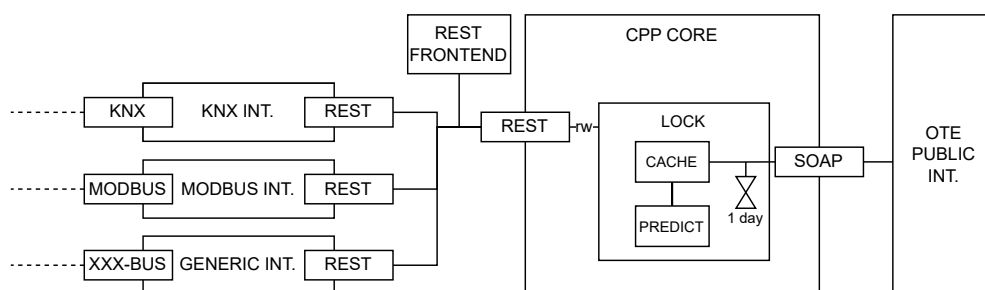 REST
FRONTEND
CPP CORE
KNX
KNX INT.
REST
REST
rw
LOCK
CACHE
PREDICT
1 day
SOAP
OTE
PUBLIC
INT.
MODBUS
MODBUS INT.
REST
XXX-BUS
GENERIC INT.
REST